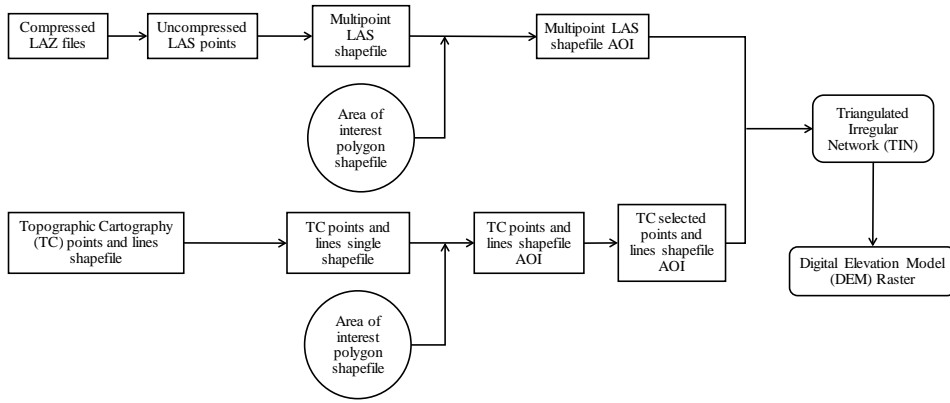 Compressed
LAZ files
Uncompressed
LAS points
Multipoint
LAS
shapefile
Multipoint LAS
shapefile AOI
Area of
interest
polygon
shapefile
Triangulated
Irregular
Network (TIN)
Topographic Cartography
(TC) points and lines
shapefile
TC points and
lines single
shapefile
TC points and
lines shapefile
AOI
TC selected
points and
lines shapefile
AOI
Digital Elevation Model
(DEM) Raster
Area of
interest
polygon
shapefile